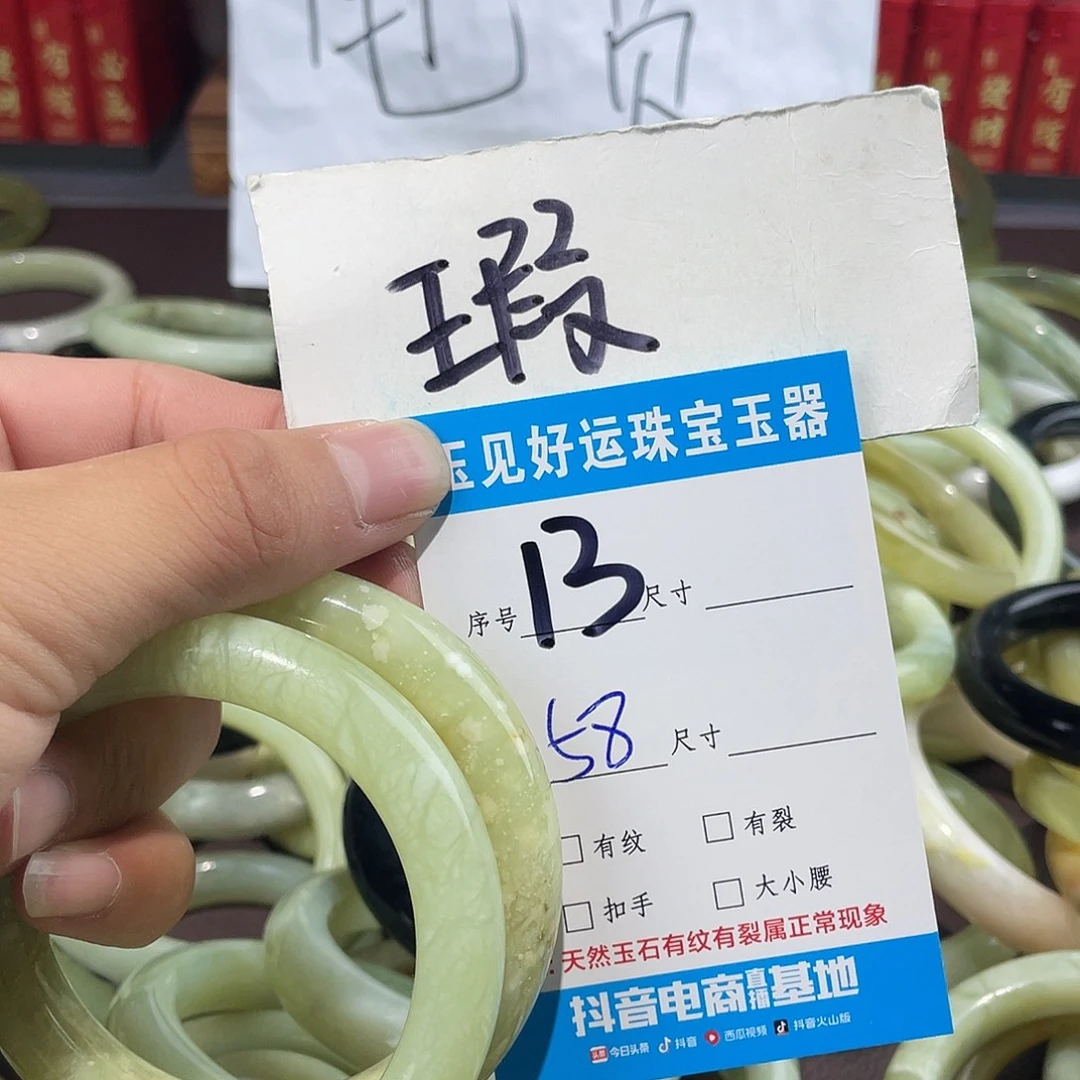 瑕
玉见好运珠宝玉器
序号 13 尺寸
58 尺寸
有纹 有裂
扣手 大小腰
天然玉石有纹有裂属正常现象
抖音电商直播基地
头条 今日头条 抖音 西瓜视频 抖音火山版